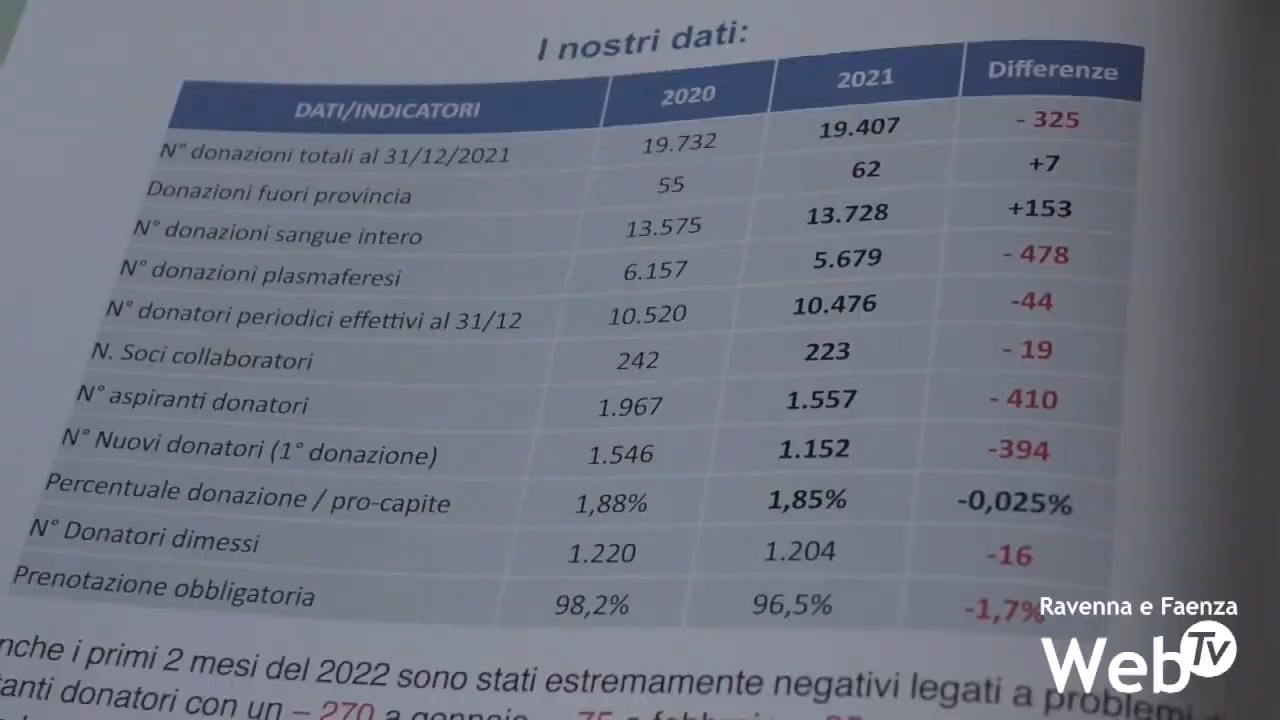 I nostri dati:
DATI/INDICATORI 2020 2021 Differenze
N° donazioni totali al 31/12/2021 19.732 19.407 - 325
Donazioni fuori provincia 55 62 +7
N° donazioni sangue intero 13.575 13.728 +153
N° donazioni plasmaferesi 6.157 5.679 - 478
N° donatori periodici effettivi al 31/12 10.520 10.476 -44
N. Soci collaboratori 242 223 - 19
N° aspiranti donatori 1.967 1.557 - 410
N° Nuovi donatori (1° donazione) 1.546 1.152 -394
Percentuale donazione / pro-capite 1,88% 1,85% -0,025%
N° Donatori dimessi 1.220 1.204 -16
Prenotazione obbligatoria 98,2% 96,5% -1,7%
nche i primi 2 mesi del 2022 sono stati estremamente negativi legati a problemi
tanti donatori con un – 270 a gennaio
Ravenna e Faenza
Web Tv